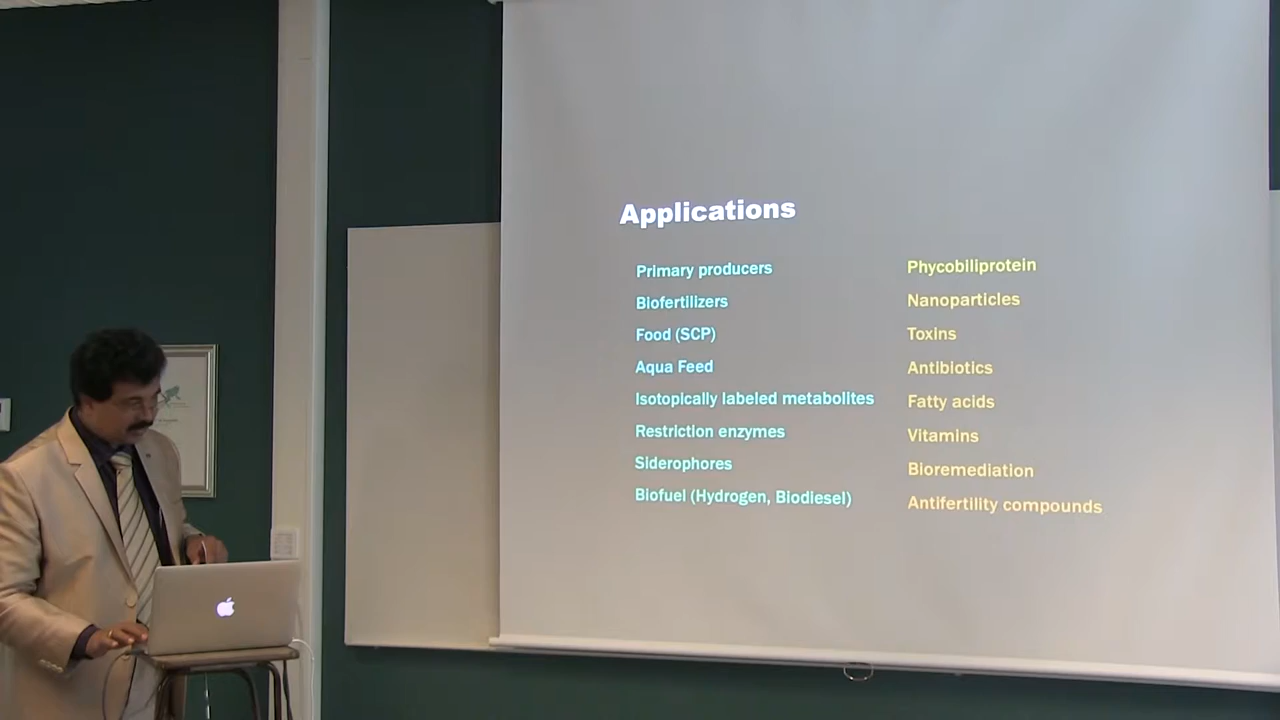 Applications
Primary producers
Biofertilizers
Food (SCP)
Aqua Feed
Isotopically labeled metabolites
Restriction enzymes
Siderophores
Biofuel (Hydrogen, Biodiesel)
Phycobiliprotein
Nanoparticles
Toxins
Antibiotics
Fatty acids
Vitamins
Bioremediation
Antifertility compounds